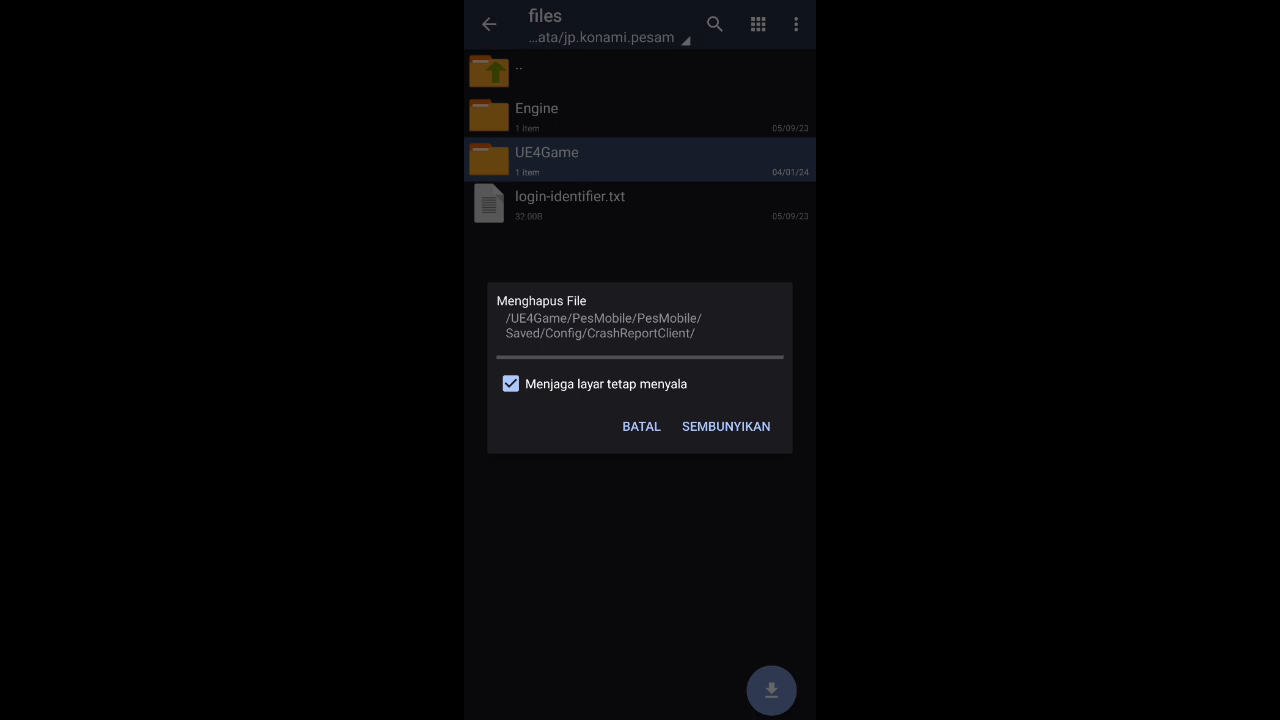 files
…ata/jp.konami.pesam
..
Engine
1 item
05/09/23
UE4Game
1 item
04/01/24
login-identifier.txt
32.00B
05/09/23
Menghapus File
/UE4Game/PesMobile/PesMobile/
Saved/Config/CrashReportClient/
Menjaga layar tetap menyala
BATAL
SEMBUNYIKAN